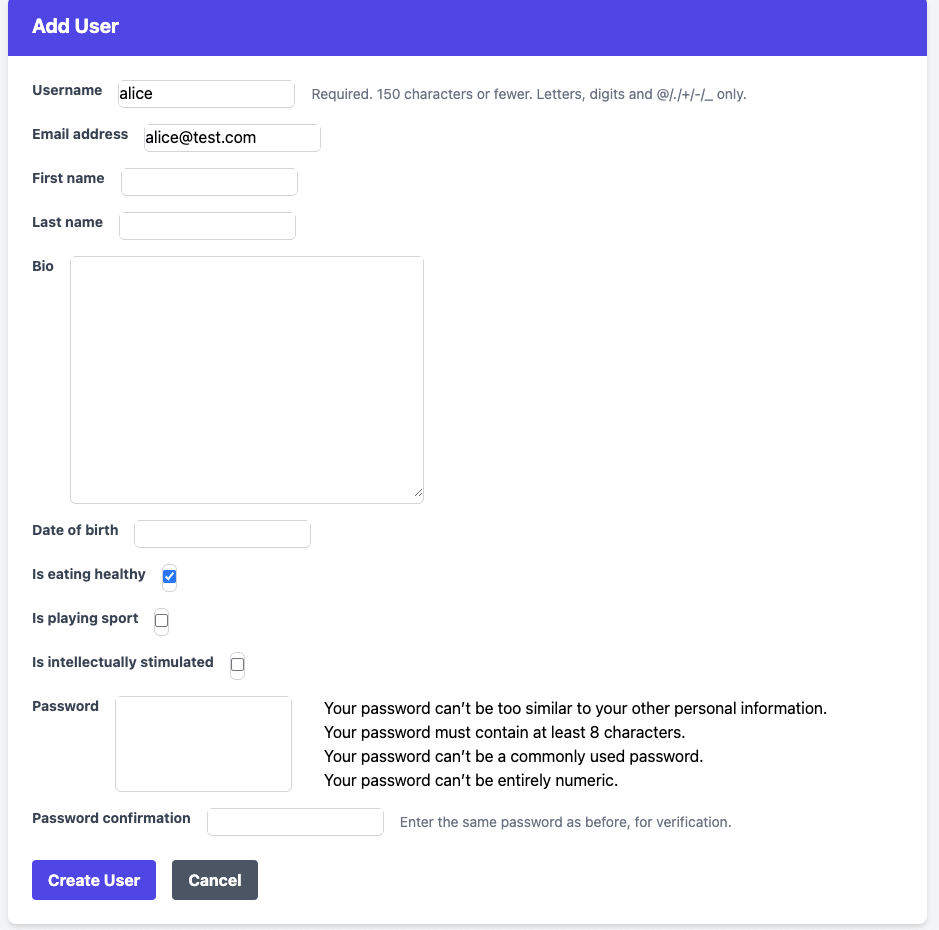 Add User
Username alice Required. 150 characters or fewer. Letters, digits and @/./+/-/_ only.
Email address alice@test.com
First name
Last name
Bio
Date of birth
Is eating healthy
Is playing sport
Is intellectually stimulated
Password
Your password can’t be too similar to your other personal information.
Your password must contain at least 8 characters.
Your password can’t be a commonly used password.
Your password can’t be entirely numeric.
Password confirmation Enter the same password as before, for verification.
Create User Cancel